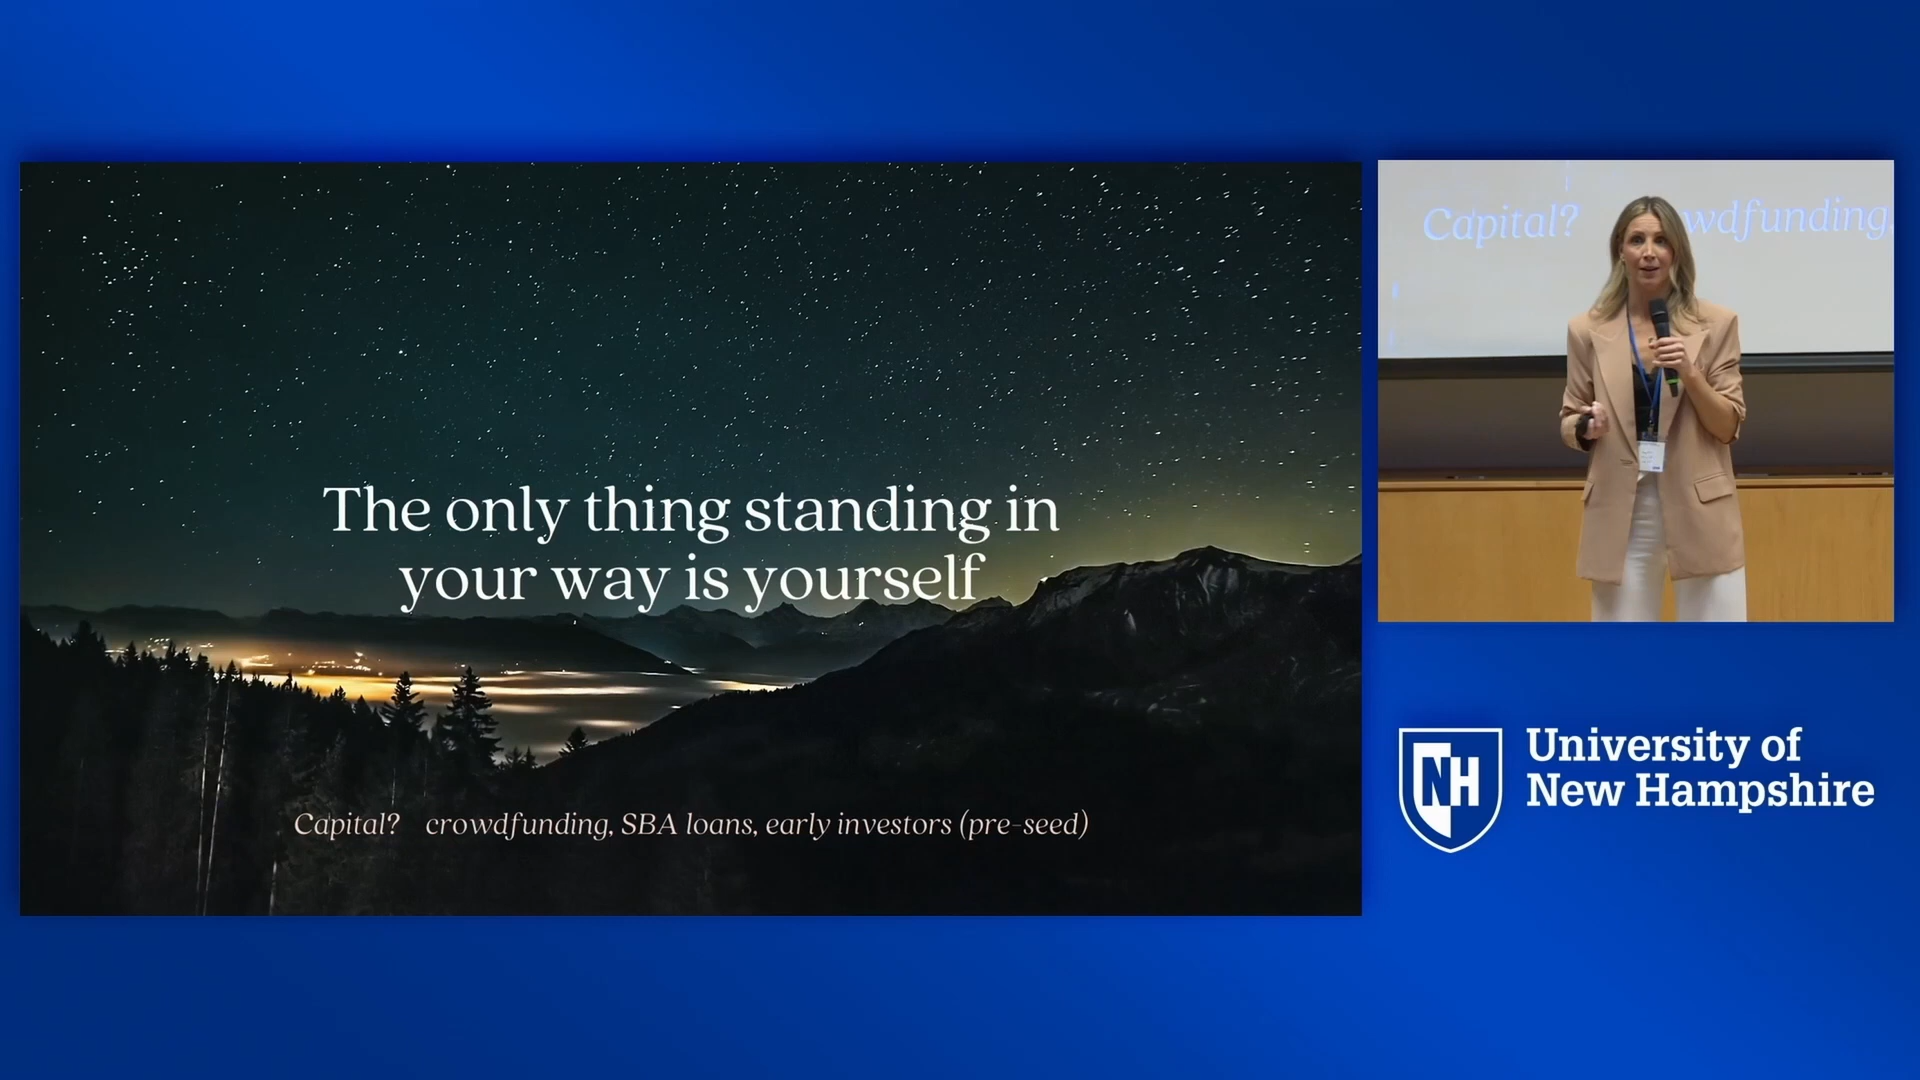 The only thing standing in
your way is yourself
Capital? crowdfunding, SBA loans, early investors (pre-seed)
Capital? wdfunding,
NH
University of
New Hampshire